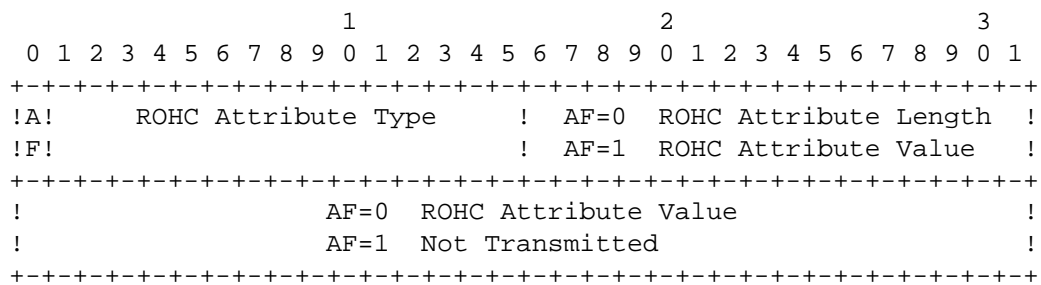 1                   2                   3
 0 1 2 3 4 5 6 7 8 9 0 1 2 3 4 5 6 7 8 9 0 1 2 3 4 5 6 7 8 9 0 1
+-+-+-+-+-+-+-+-+-+-+-+-+-+-+-+-+-+-+-+-+-+-+-+-+-+-+-+-+-+-+-+-+
!A!     ROHC Attribute Type     !  AF=0  ROHC Attribute Length  !
!F!                             !  AF=1  ROHC Attribute Value   !
+-+-+-+-+-+-+-+-+-+-+-+-+-+-+-+-+-+-+-+-+-+-+-+-+-+-+-+-+-+-+-+-+
!                   AF=0  ROHC Attribute Value                  !
!                   AF=1  Not Transmitted                       !
+-+-+-+-+-+-+-+-+-+-+-+-+-+-+-+-+-+-+-+-+-+-+-+-+-+-+-+-+-+-+-+-+